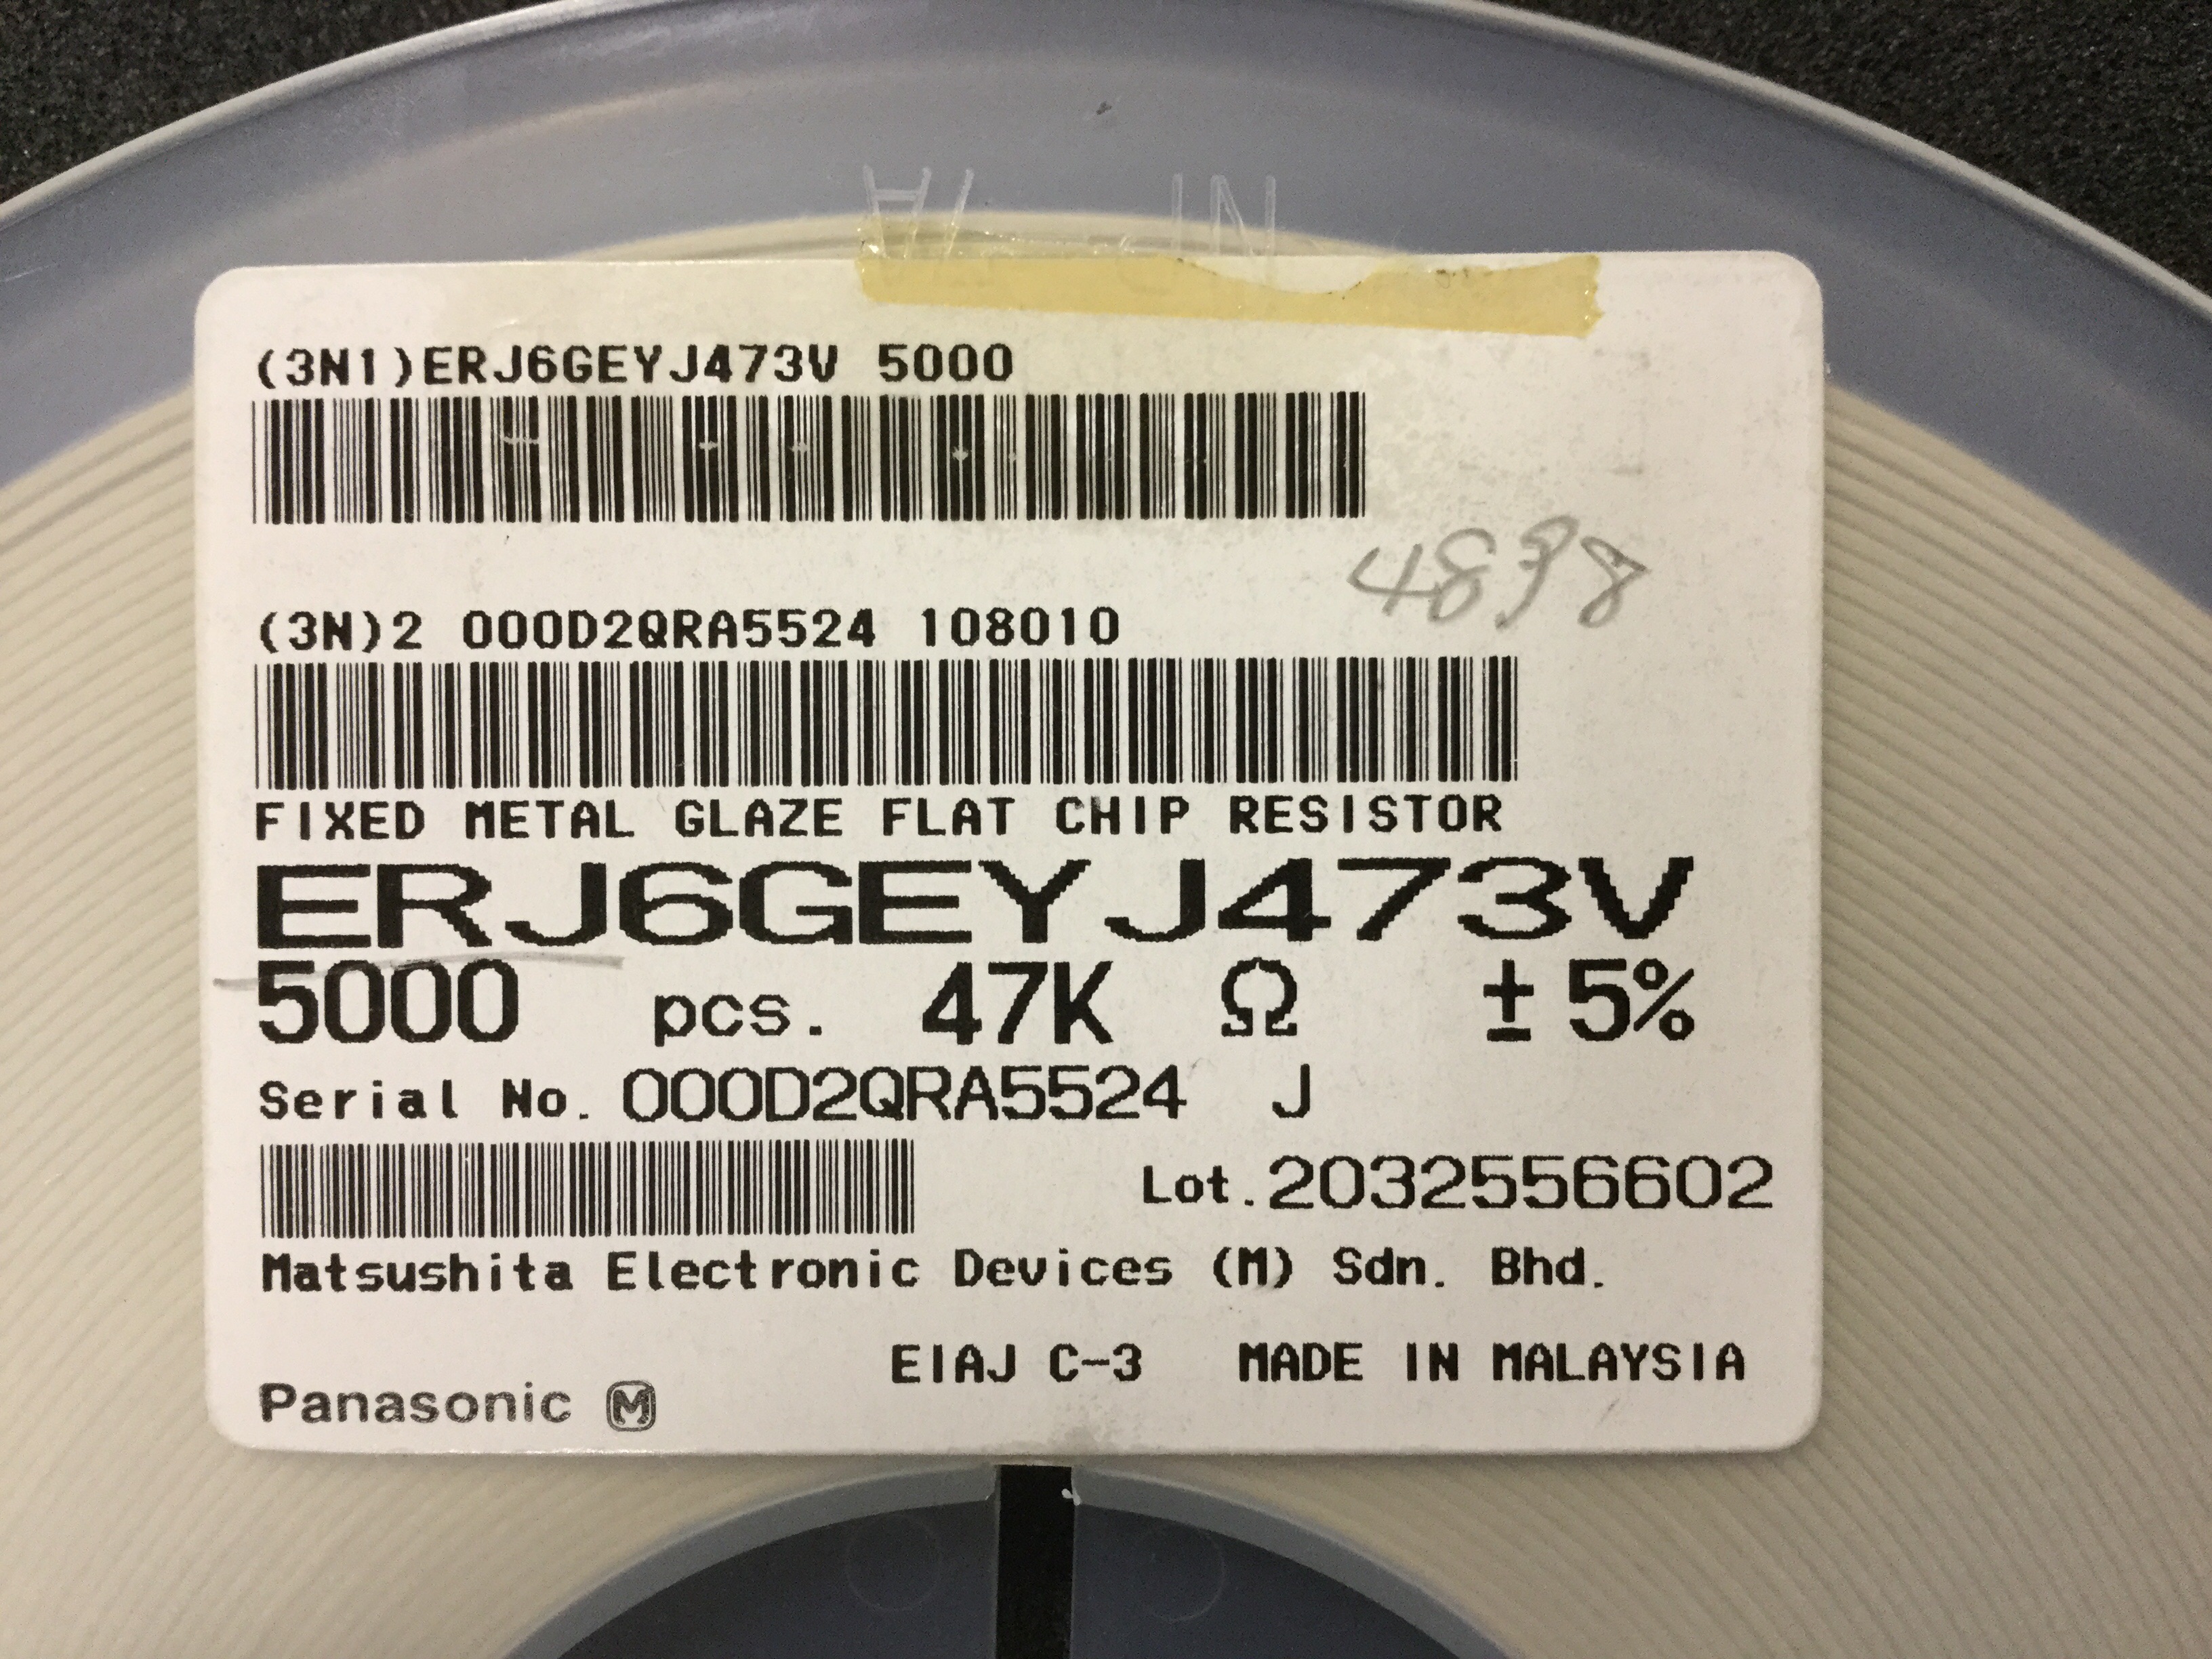 (3N1)ERJ6GEYJ473V 5000
4898
(3N)2 000D2QRA5524 108010
FIXED METAL GLAZE FLAT CHIP RESISTOR
ERJ6GEYJ473V
5000 pcs. 47K Ω ±5%
Serial No. 000D2QRA5524 J
Lot.2032556602
Matsushita Electronic Devices (M) Sdn. Bhd.
EIAJ C-3 MADE IN MALAYSIA
Panasonic M